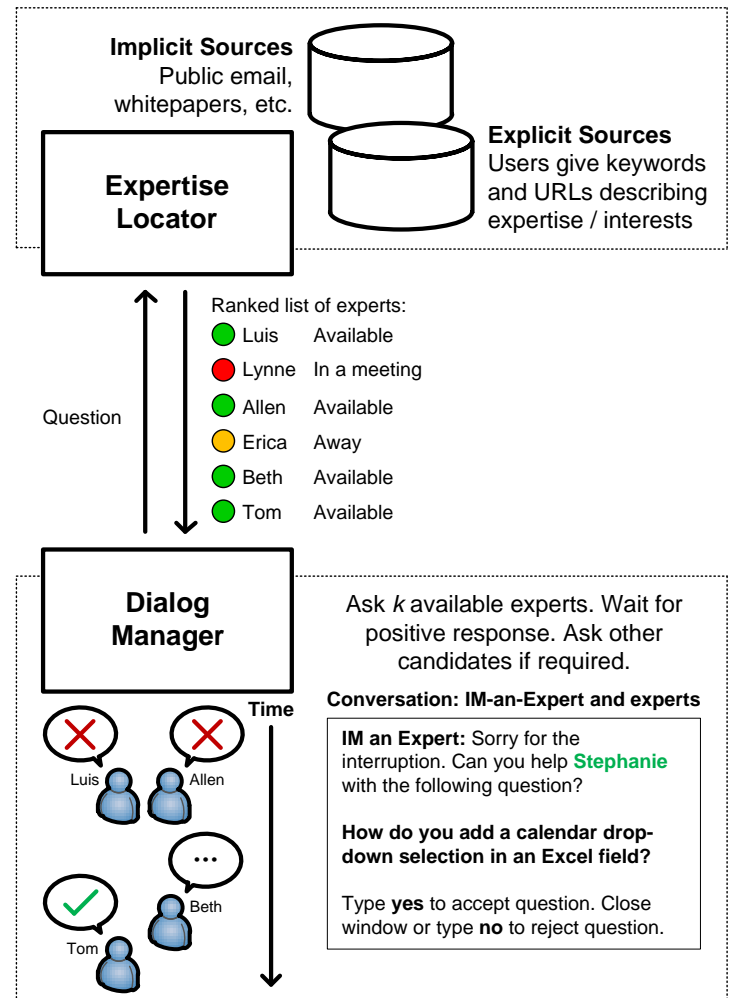 Implicit Sources
Public email,
whitepapers, etc.
Explicit Sources
Users give keywords
and URLs describing
expertise / interests
Expertise
Locator
Question
Ranked list of experts:
Luis Available
Lynne In a meeting
Allen Available
Erica Away
Beth Available
Tom Available
Dialog
Manager
Ask k available experts. Wait for
positive response. Ask other
candidates if required.
Time
Luis
Allen
...
Beth
Tom
Conversation: IM-an-Expert and experts
IM an Expert: Sorry for the
interruption. Can you help Stephanie
with the following question?
How do you add a calendar drop-
down selection in an Excel field?
Type yes to accept question. Close
window or type no to reject question.